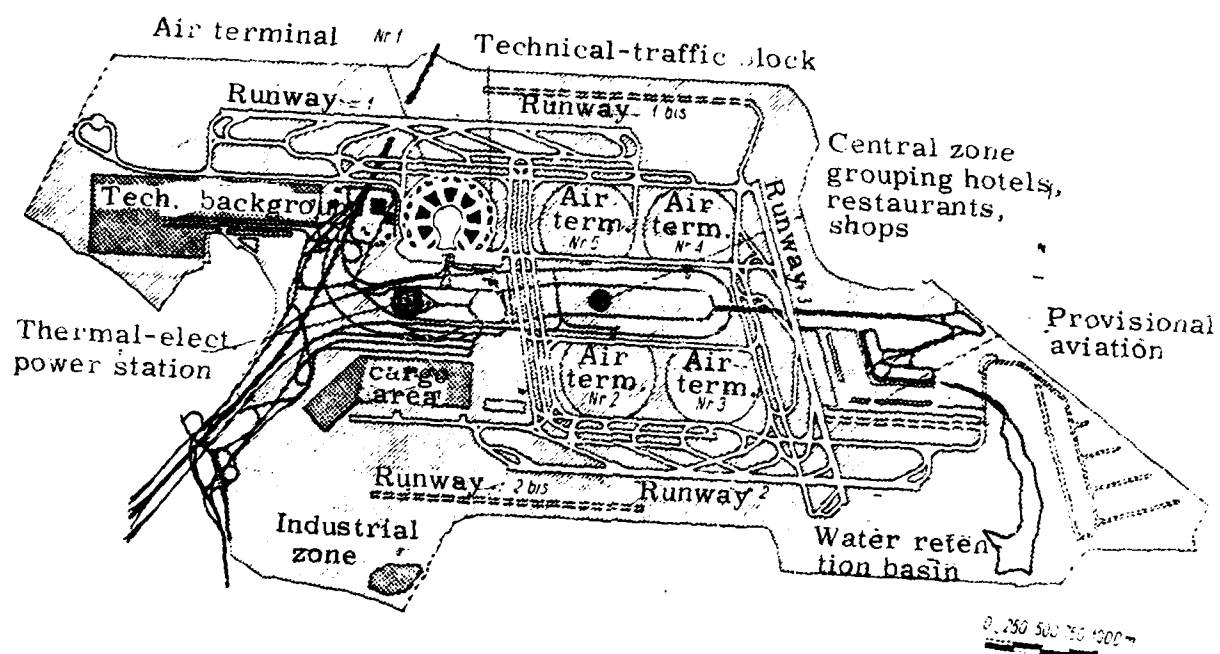 Air terminal Nr 1
Technical-traffic block
Runway 1
Runway 1 bis
Central zone
grouping hotels,
restaurants,
shops
Tech. backgrou
Air
term.
Nr 5
Air
term.
Nr 4
Runway 3
Thermal-elect.
power station
Provisional
aviation
cargo
area
Air
term.
Nr 2
Air
term.
Nr 3
Runway 2 bis
Runway 2
Industrial
zone
Water reten
tion basin
0 250 500 750 1000 m